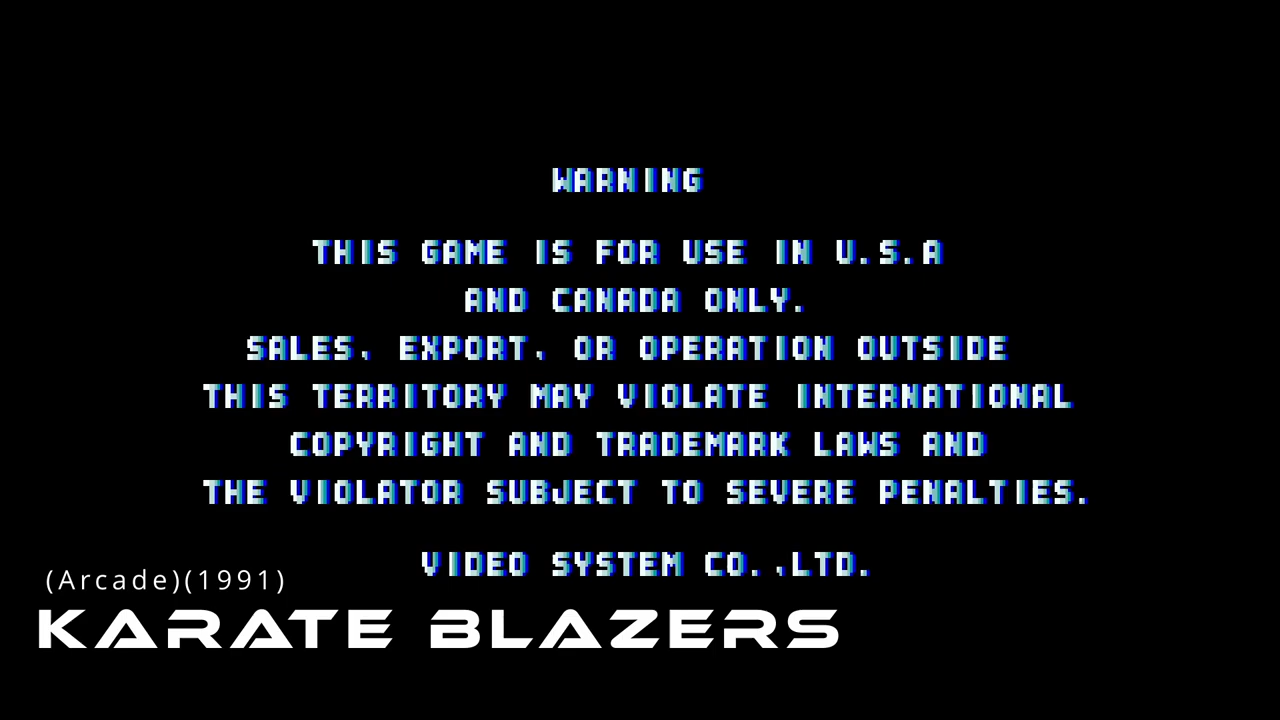 WARNING
THIS GAME IS FOR USE IN U.S.A
AND CANADA ONLY.
SALES, EXPORT, OR OPERATION OUTSIDE
THIS TERRITORY MAY VIOLATE INTERNATIONAL
COPYRIGHT AND TRADEMARK LAWS AND
THE VIOLATOR SUBJECT TO SEVERE PENALTIES.
VIDEO SYSTEM CO.,LTD.
(Arcade)(1991)
KARATE BLAZERS